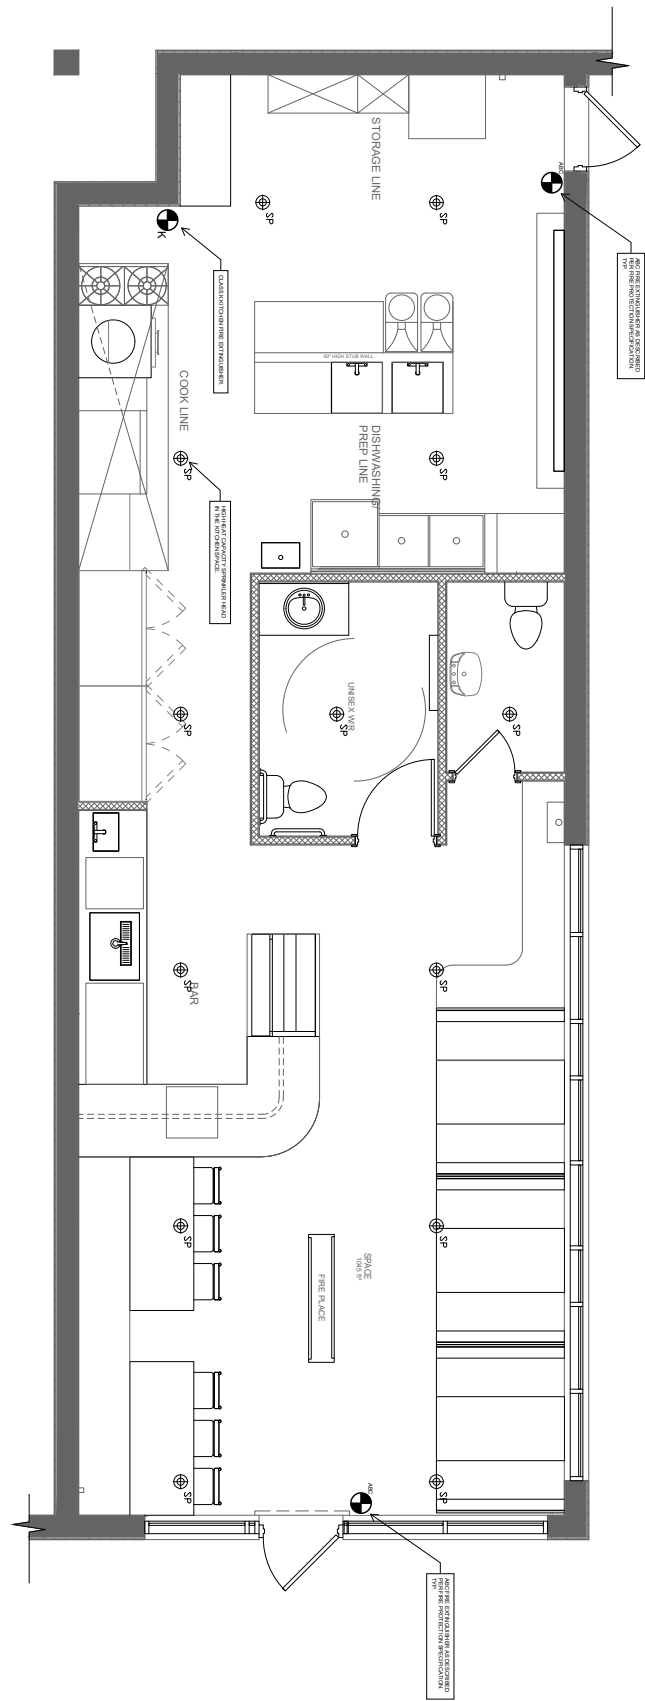 STORAGE LINE
ABC
ABC FIRE EXTINGUISHER AS DESCRIBED
PER FIRE PROTECTION SPECIFICATION.
TYP.
SP
SP
K
CLASS K KITCHEN FIRE EXTINGUISHER.
60" HIGH STUB WALL
COOK LINE
DISHWASHING/
PREP LINE
SP
SP
HIGH HEAT CAPACITY SPRINKLER HEAD
IN THE KITCHEN SPACE.
UNISEX W/R
SP
SP
SP
SP
SP
BAR
SP
SP
SPACE
1045 ft²
FIRE PLACE
SP
SP
ABC
ABC FIRE EXTINGUISHER AS DESCRIBED
PER FIRE PROTECTION SPECIFICATION.
TYP.